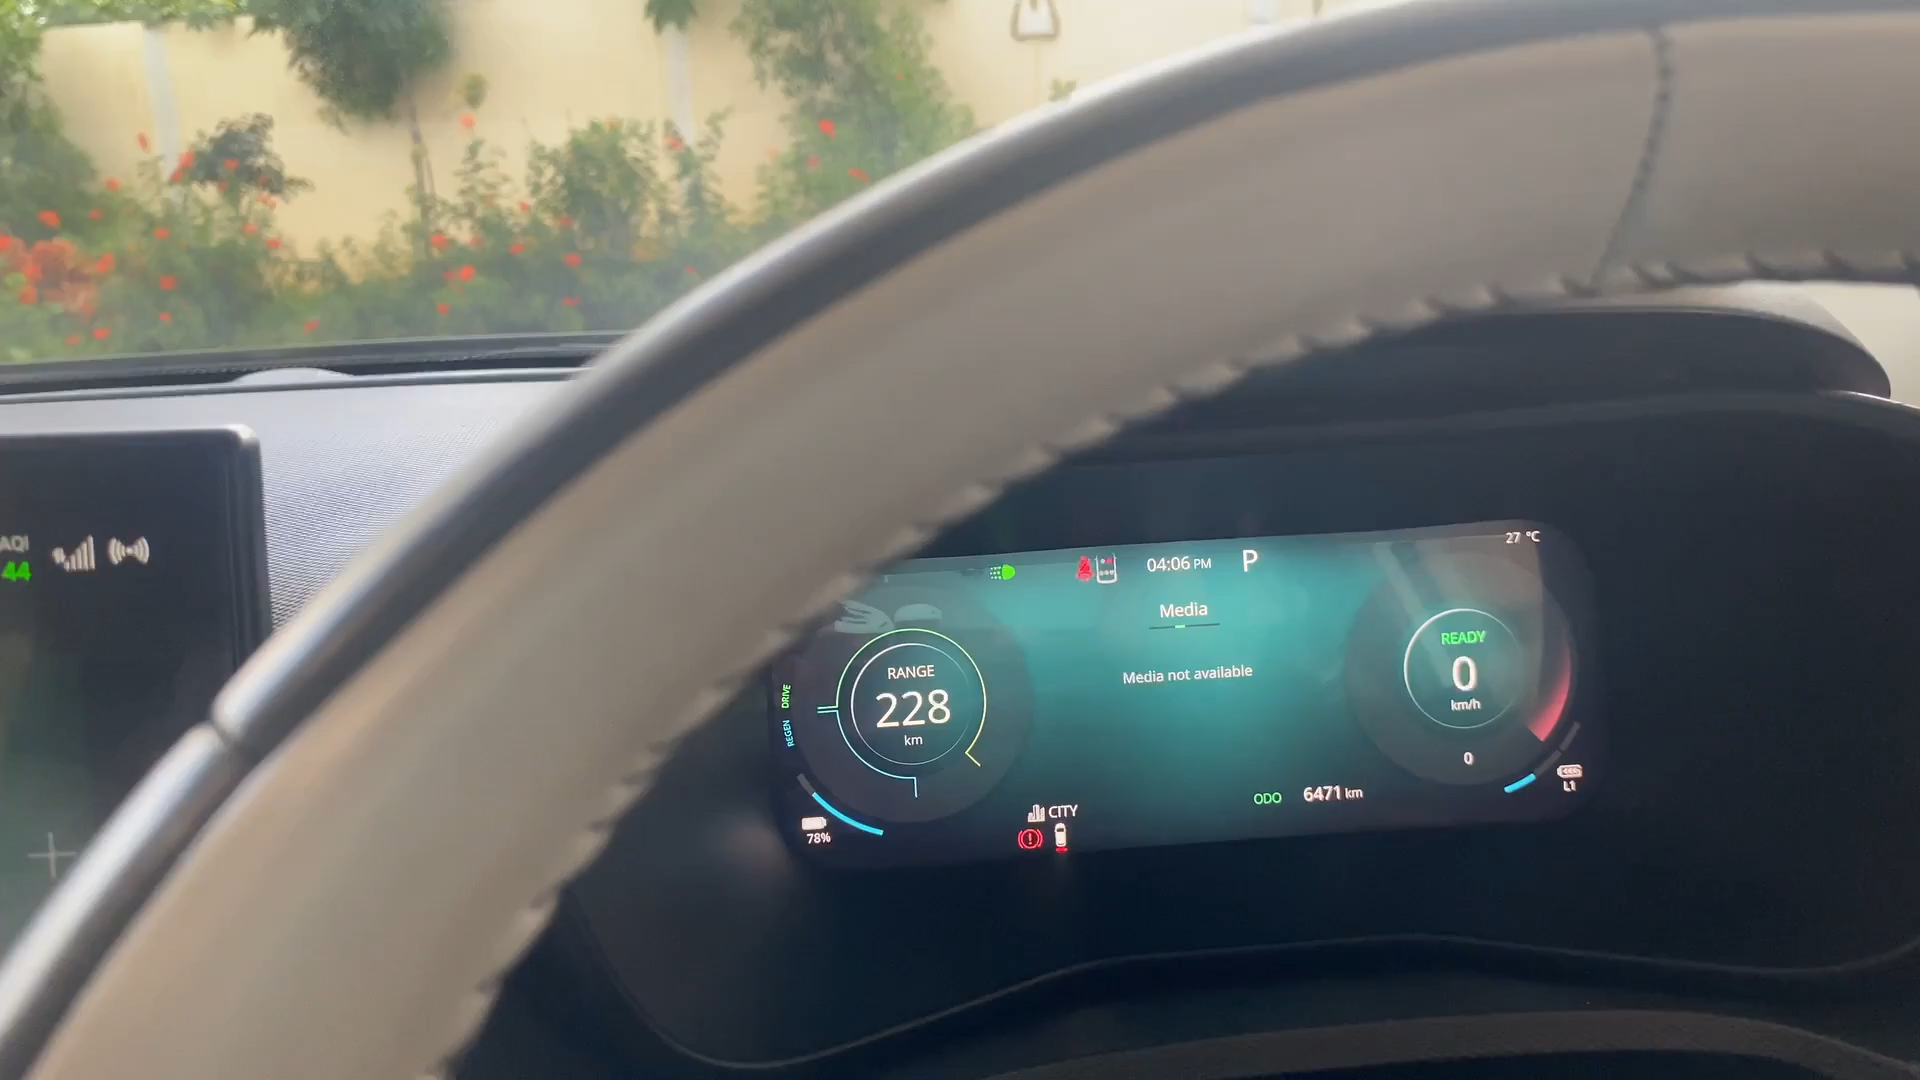 AQI
44
04:06 PM
P
27 °C
Media
Media not available
RANGE
228
km
DRIVE
REGEN
78%
READY
0
km/h
0
L1
ODO 6471 km
CITY